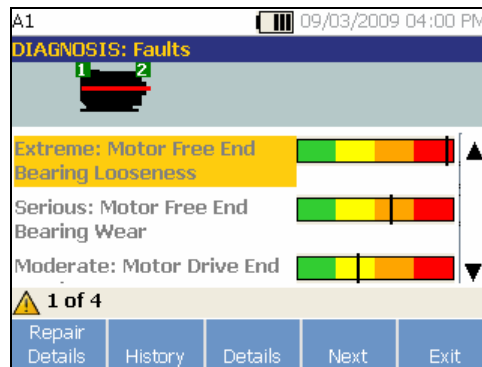 A1 09/03/2009 04:00 PM
DIAGNOSIS: Faults
1 2
Extreme: Motor Free End
Bearing Looseness
Serious: Motor Free End
Bearing Wear
Moderate: Motor Drive End
1 of 4
Repair
Details History Details Next Exit